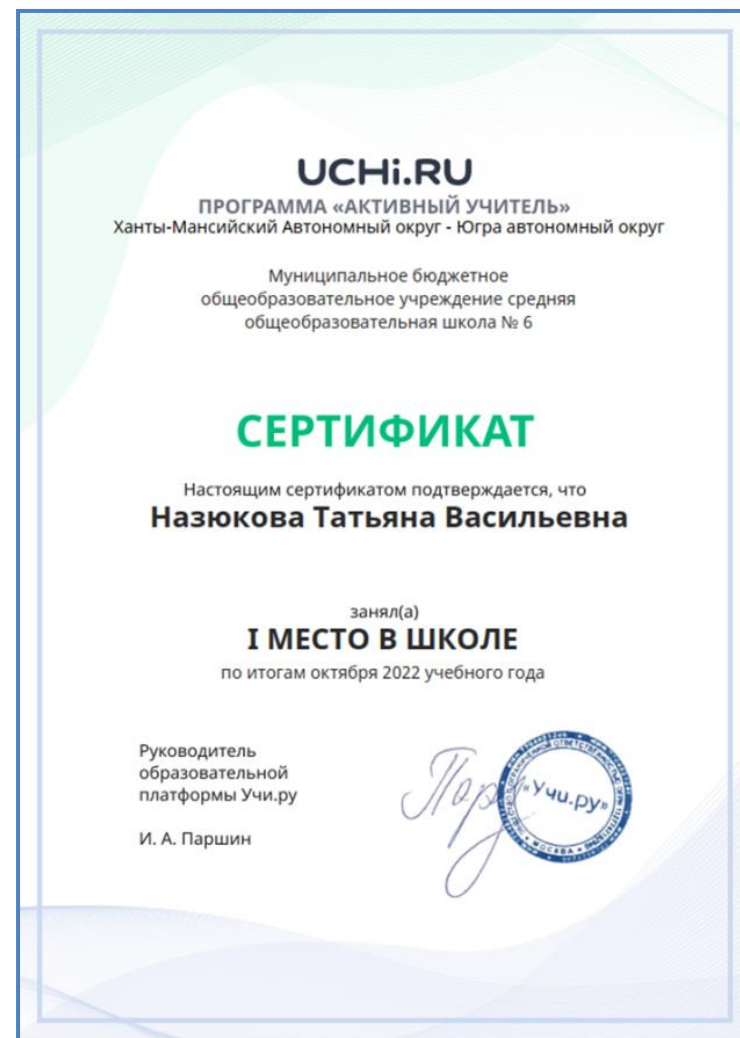 UCHi.RU
ПРОГРАММА «АКТИВНЫЙ УЧИТЕЛЬ»
Ханты-Мансийский Автономный округ - Югра автономный округ
Муниципальное бюджетное
общеобразовательное учреждение средняя
общеобразовательная школа № 6
СЕРТИФИКАТ
Настоящим сертификатом подтверждается, что
Назюкова Татьяна Васильевна
занял(а)
I МЕСТО В ШКОЛЕ
по итогам октября 2022 учебного года
Руководитель
образовательной
платформы Учи.ру
И. А. Паршин
«Учи.ру»
МОСКВА